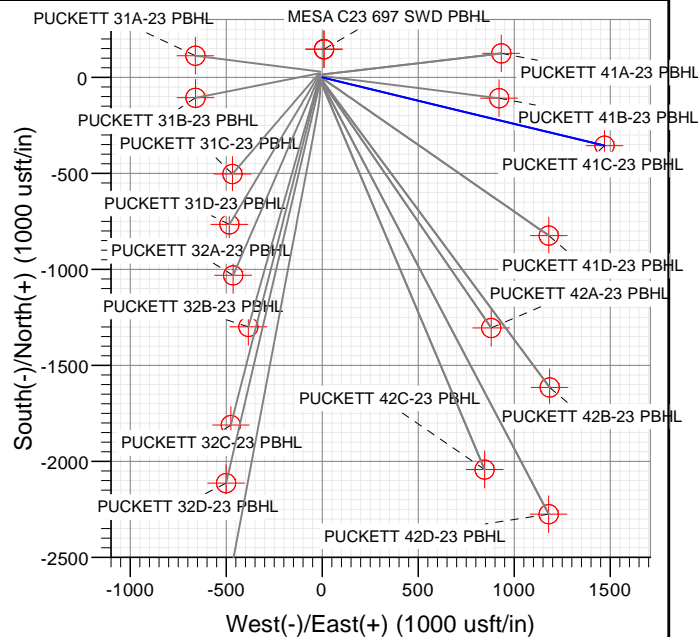 MESA C23 697 SWD PBHL
PUCKETT 31A-23 PBHL
PUCKETT 41A-23 PBHL
PUCKETT 31B-23 PBHL
PUCKETT 41B-23 PBHL
PUCKETT 31C-23 PBHL
PUCKETT 41C-23 PBHL
PUCKETT 31D-23 PBHL
PUCKETT 32A-23 PBHL
PUCKETT 41D-23 PBHL
PUCKETT 42A-23 PBHL
PUCKETT 32B-23 PBHL
PUCKETT 42C-23 PBHL
PUCKETT 42B-23 PBHL
PUCKETT 32C-23 PBHL
PUCKETT 32D-23 PBHL
PUCKETT 42D-23 PBHL
0
-500
-1000
-1500
-2000
-2500
South(-)/North(+) (1000 usft/in)
-1000
-500
0
500
1000
1500
West(-)/East(+) (1000 usft/in)